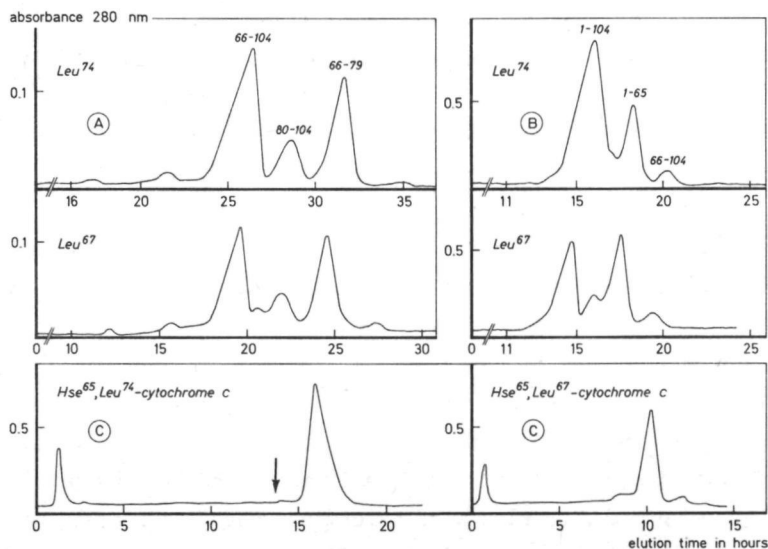 absorbance 280 nm
66-104
66-79
Leu74
0.1
A
80-104
16 20 25 30 35
1-104
Leu74
1-65
0.5
B
66-104
0 11 15 20 25
0.1
Leu67
0 10 20 30
0.5
Leu67
0 11 15 20 25
Hse65,Leu74-cytochrome c
0.5
C
0 5 10 15 20
Hse65,Leu67-cytochrome c
0.5
C
0 5 10 15
elution time in hours